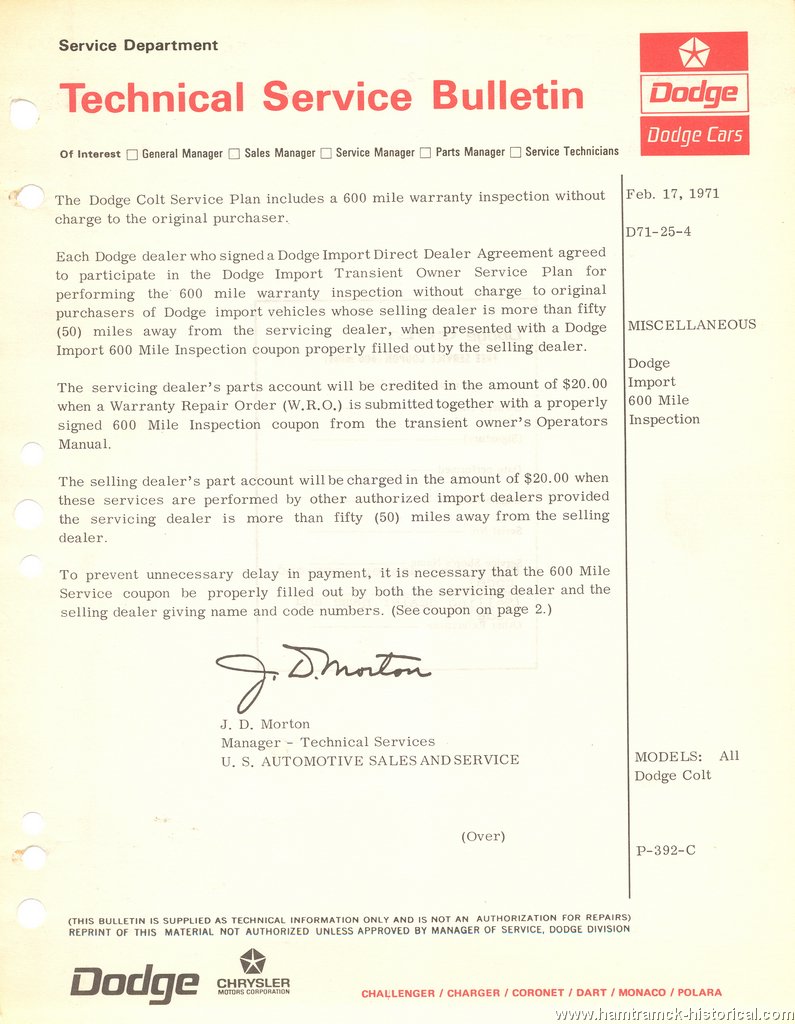 Service Department
Technical Service Bulletin
Dodge
Dodge Cars
Of Interest General Manager Sales Manager Service Manager Parts Manager Service Technicians
The Dodge Colt Service Plan includes a 600 mile warranty inspection without
charge to the original purchaser.
Each Dodge dealer who signed a Dodge Import Direct Dealer Agreement agreed
to participate in the Dodge Import Transient Owner Service Plan for
performing the 600 mile warranty inspection without charge to original
purchasers of Dodge import vehicles whose selling dealer is more than fifty
(50) miles away from the servicing dealer, when presented with a Dodge
Import 600 Mile Inspection coupon properly filled out by the selling dealer.
The servicing dealer's parts account will be credited in the amount of $20.00
when a Warranty Repair Order (W.R.O.) is submitted together with a properly
signed 600 Mile Inspection coupon from the transient owner's Operators
Manual.
The selling dealer's part account will be charged in the amount of $20.00 when
these services are performed by other authorized import dealers provided
the servicing dealer is more than fifty (50) miles away from the selling
dealer.
To prevent unnecessary delay in payment, it is necessary that the 600 Mile
Service coupon be properly filled out by both the servicing dealer and the
selling dealer giving name and code numbers. (See coupon on page 2.)
J. D. Morton
J. D. Morton
Manager - Technical Services
U. S. AUTOMOTIVE SALES AND SERVICE
(Over)
Feb. 17, 1971
D71-25-4
MISCELLANEOUS
Dodge
Import
600 Mile
Inspection
MODELS: All
Dodge Colt
P-392-C
(THIS BULLETIN IS SUPPLIED AS TECHNICAL INFORMATION ONLY AND IS NOT AN AUTHORIZATION FOR REPAIRS)
REPRINT OF THIS MATERIAL NOT AUTHORIZED UNLESS APPROVED BY MANAGER OF SERVICE, DODGE DIVISION
Dodge
CHRYSLER
MOTORS CORPORATION
CHALLENGER / CHARGER / CORONET / DART / MONACO / POLARA
www.hamtramck-historical.com